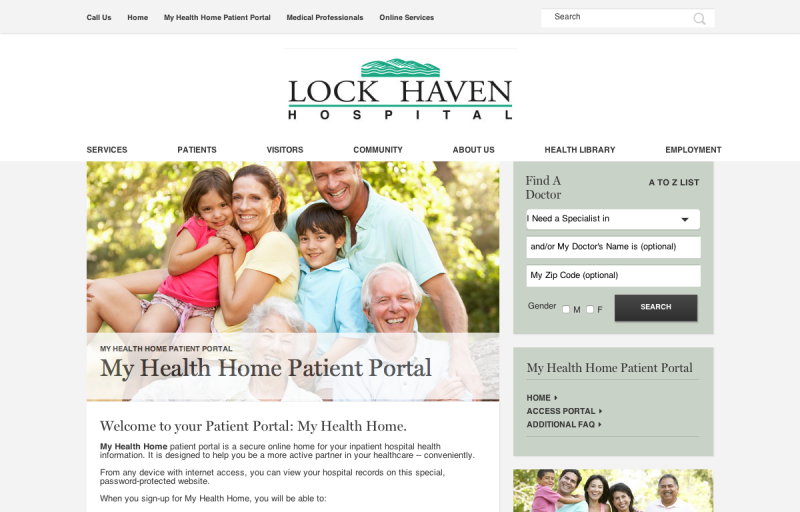 Call Us Home My Health Home Patient Portal Medical Professionals Online Services Search
LOCK HAVEN
HOSPITAL
SERVICES PATIENTS VISITORS COMMUNITY ABOUT US HEALTH LIBRARY EMPLOYMENT
MY HEALTH HOME PATIENT PORTAL
My Health Home Patient Portal
Welcome to your Patient Portal: My Health Home.
My Health Home patient portal is a secure online home for your inpatient hospital health
information. It is designed to help you be a more active partner in your healthcare – conveniently.
From any device with internet access, you can view your hospital records on this special,
password-protected website.
When you sign-up for My Health Home, you will be able to:
Find A
Doctor
A TO Z LIST
I Need a Specialist in
and/or My Doctor's Name is (optional)
My Zip Code (optional)
Gender M F SEARCH
My Health Home Patient Portal
HOME
ACCESS PORTAL
ADDITIONAL FAQ